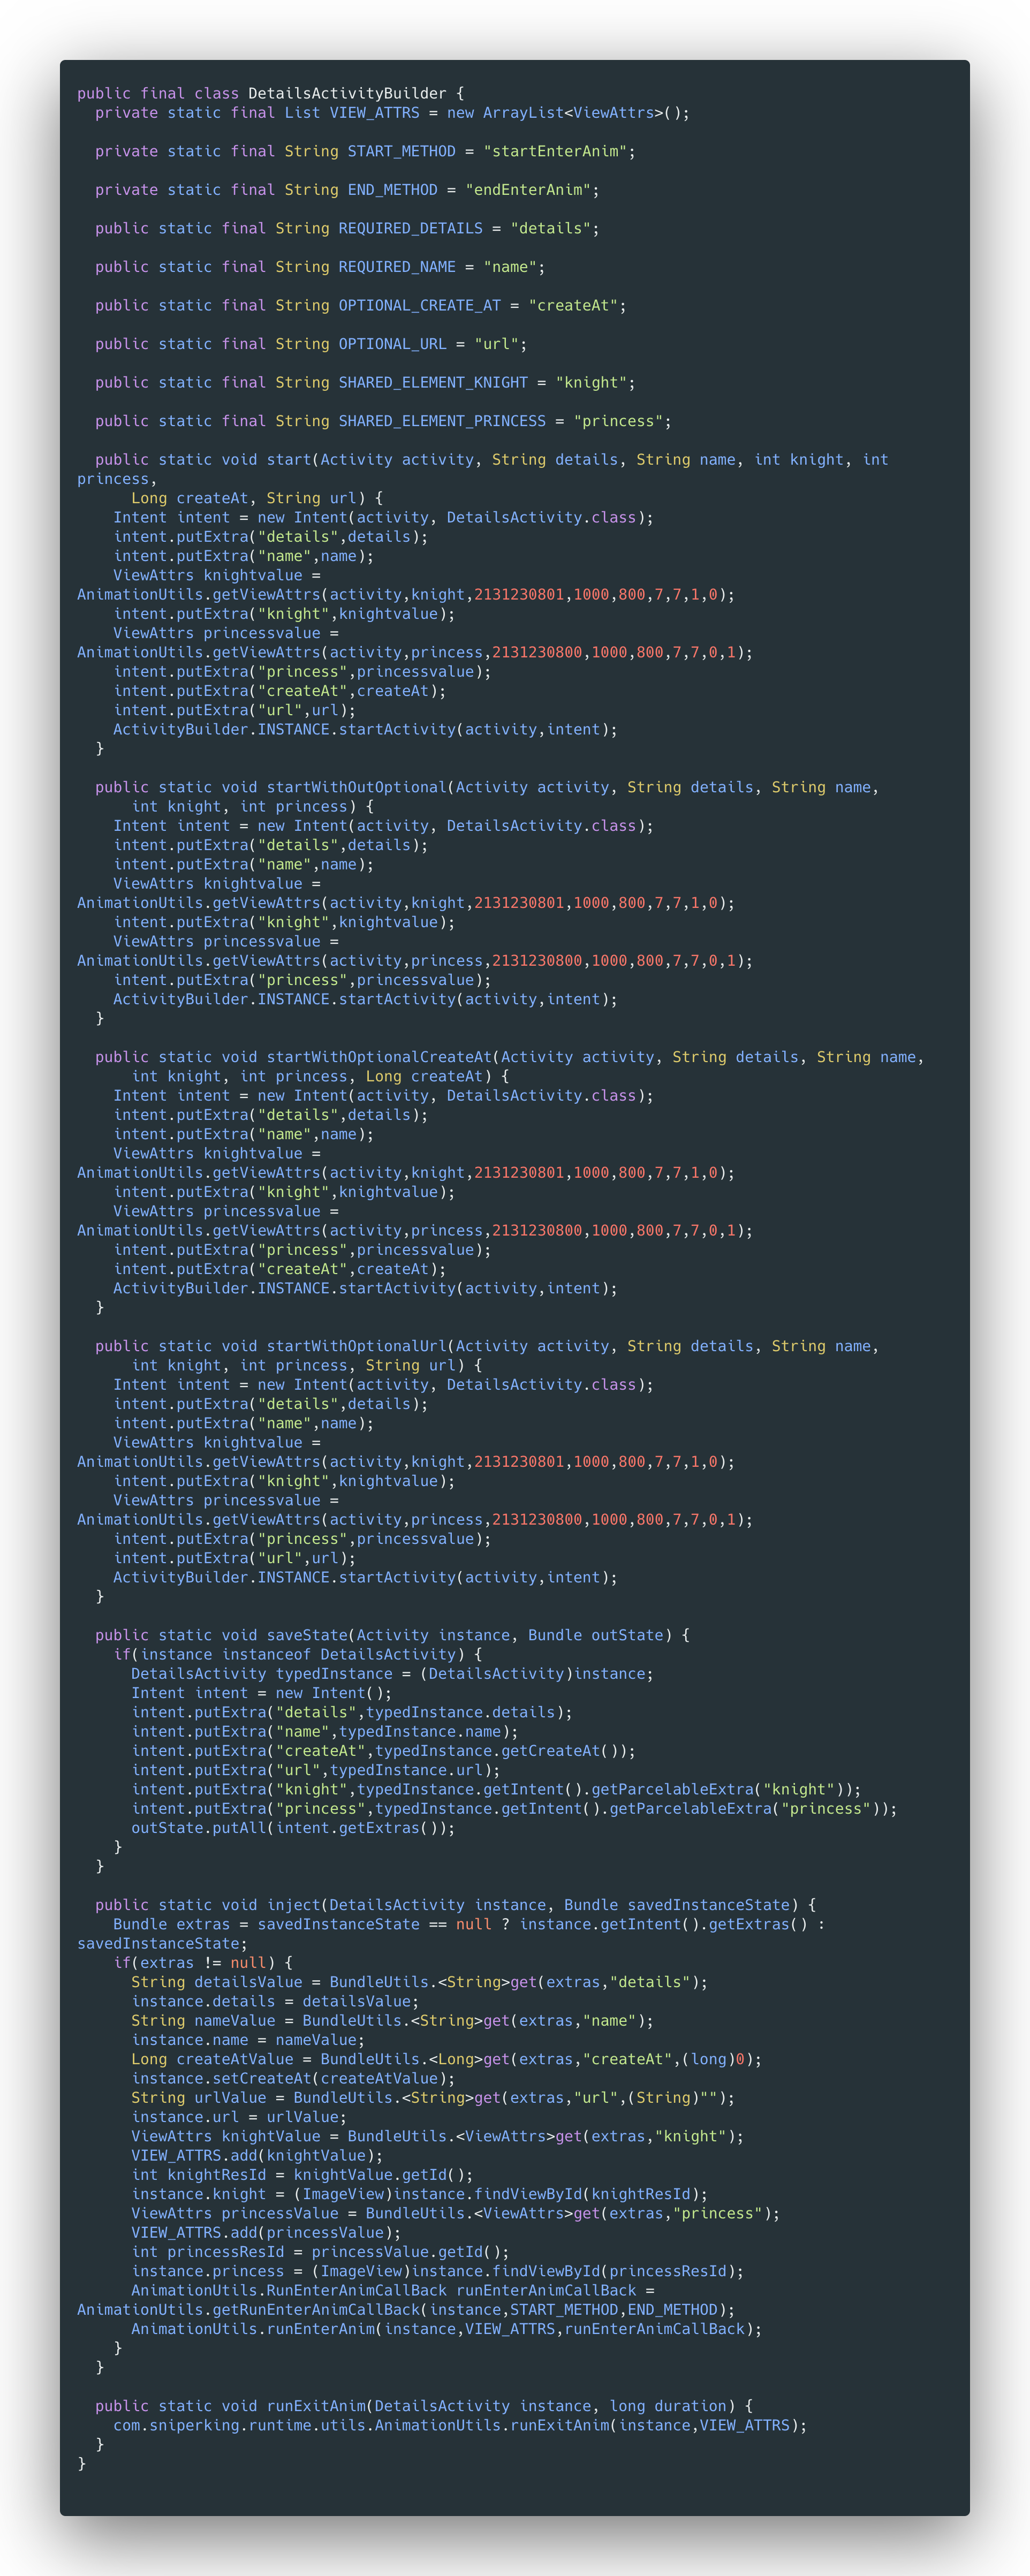 public final class DetailsActivityBuilder {
  private static final List VIEW_ATTRS = new ArrayList<ViewAttrs>();

  private static final String START_METHOD = "startEnterAnim";

  private static final String END_METHOD = "endEnterAnim";

  public static final String REQUIRED_DETAILS = "details";

  public static final String REQUIRED_NAME = "name";

  public static final String OPTIONAL_CREATE_AT = "createAt";

  public static final String OPTIONAL_URL = "url";

  public static final String SHARED_ELEMENT_KNIGHT = "knight";

  public static final String SHARED_ELEMENT_PRINCESS = "princess";

  public static void start(Activity activity, String details, String name, int knight, int
princess,
      Long createAt, String url) {
    Intent intent = new Intent(activity, DetailsActivity.class);
    intent.putExtra("details",details);
    intent.putExtra("name",name);
    ViewAttrs knightvalue =
AnimationUtils.getViewAttrs(activity,knight,2131230801,1000,800,7,7,1,0);
    intent.putExtra("knight",knightvalue);
    ViewAttrs princessvalue =
AnimationUtils.getViewAttrs(activity,princess,2131230800,1000,800,7,7,0,1);
    intent.putExtra("princess",princessvalue);
    intent.putExtra("createAt",createAt);
    intent.putExtra("url",url);
    ActivityBuilder.INSTANCE.startActivity(activity,intent);
  }

  public static void startWithOutOptional(Activity activity, String details, String name,
      int knight, int princess) {
    Intent intent = new Intent(activity, DetailsActivity.class);
    intent.putExtra("details",details);
    intent.putExtra("name",name);
    ViewAttrs knightvalue =
AnimationUtils.getViewAttrs(activity,knight,2131230801,1000,800,7,7,1,0);
    intent.putExtra("knight",knightvalue);
    ViewAttrs princessvalue =
AnimationUtils.getViewAttrs(activity,princess,2131230800,1000,800,7,7,0,1);
    intent.putExtra("princess",princessvalue);
    ActivityBuilder.INSTANCE.startActivity(activity,intent);
  }

  public static void startWithOptionalCreateAt(Activity activity, String details, String name,
      int knight, int princess, Long createAt) {
    Intent intent = new Intent(activity, DetailsActivity.class);
    intent.putExtra("details",details);
    intent.putExtra("name",name);
    ViewAttrs knightvalue =
AnimationUtils.getViewAttrs(activity,knight,2131230801,1000,800,7,7,1,0);
    intent.putExtra("knight",knightvalue);
    ViewAttrs princessvalue =
AnimationUtils.getViewAttrs(activity,princess,2131230800,1000,800,7,7,0,1);
    intent.putExtra("princess",princessvalue);
    intent.putExtra("createAt",createAt);
    ActivityBuilder.INSTANCE.startActivity(activity,intent);
  }

  public static void startWithOptionalUrl(Activity activity, String details, String name,
      int knight, int princess, String url) {
    Intent intent = new Intent(activity, DetailsActivity.class);
    intent.putExtra("details",details);
    intent.putExtra("name",name);
    ViewAttrs knightvalue =
AnimationUtils.getViewAttrs(activity,knight,2131230801,1000,800,7,7,1,0);
    intent.putExtra("knight",knightvalue);
    ViewAttrs princessvalue =
AnimationUtils.getViewAttrs(activity,princess,2131230800,1000,800,7,7,0,1);
    intent.putExtra("princess",princessvalue);
    intent.putExtra("url",url);
    ActivityBuilder.INSTANCE.startActivity(activity,intent);
  }

  public static void saveState(Activity instance, Bundle outState) {
    if(instance instanceof DetailsActivity) {
      DetailsActivity typedInstance = (DetailsActivity)instance;
      Intent intent = new Intent();
      intent.putExtra("details",typedInstance.details);
      intent.putExtra("name",typedInstance.name);
      intent.putExtra("createAt",typedInstance.getCreateAt());
      intent.putExtra("url",typedInstance.url);
      intent.putExtra("knight",typedInstance.getIntent().getParcelableExtra("knight"));
      intent.putExtra("princess",typedInstance.getIntent().getParcelableExtra("princess"));
      outState.putAll(intent.getExtras());
    }
  }

  public static void inject(DetailsActivity instance, Bundle savedInstanceState) {
    Bundle extras = savedInstanceState == null ? instance.getIntent().getExtras() :
savedInstanceState;
    if(extras != null) {
      String detailsValue = BundleUtils.<String>get(extras,"details");
      instance.details = detailsValue;
      String nameValue = BundleUtils.<String>get(extras,"name");
      instance.name = nameValue;
      Long createAtValue = BundleUtils.<Long>get(extras,"createAt",(long)0);
      instance.setCreateAt(createAtValue);
      String urlValue = BundleUtils.<String>get(extras,"url",(String)"");
      instance.url = urlValue;
      ViewAttrs knightValue = BundleUtils.<ViewAttrs>get(extras,"knight");
      VIEW_ATTRS.add(knightValue);
      int knightResId = knightValue.getId();
      instance.knight = (ImageView)instance.findViewById(knightResId);
      ViewAttrs princessValue = BundleUtils.<ViewAttrs>get(extras,"princess");
      VIEW_ATTRS.add(princessValue);
      int princessResId = princessValue.getId();
      instance.princess = (ImageView)instance.findViewById(princessResId);
      AnimationUtils.RunEnterAnimCallBack runEnterAnimCallBack =
AnimationUtils.getRunEnterAnimCallBack(instance,START_METHOD,END_METHOD);
      AnimationUtils.runEnterAnim(instance,VIEW_ATTRS,runEnterAnimCallBack);
    }
  }

  public static void runExitAnim(DetailsActivity instance, long duration) {
    com.sniperking.runtime.utils.AnimationUtils.runExitAnim(instance,VIEW_ATTRS);
  }
}